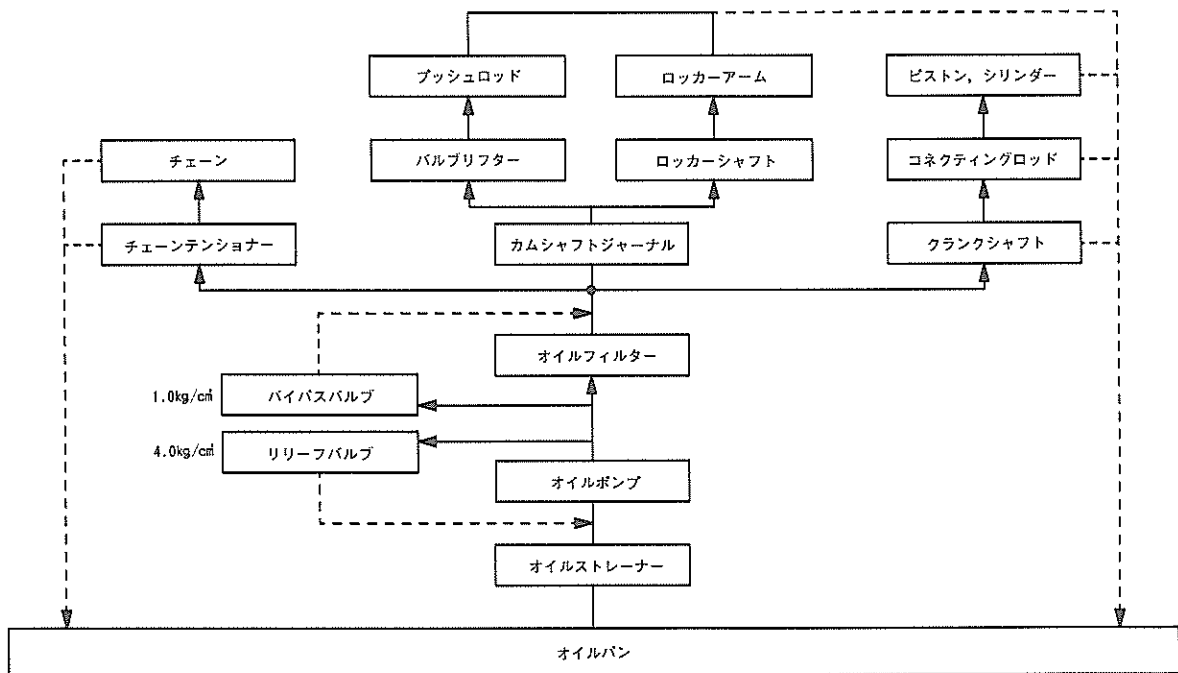 プッシュロッド
ロッカーアーム
ピストン，シリンダー
チェーン
バルブリフター
ロッカーシャフト
コネクティングロッド
チェーンテンショナー
カムシャフトジャーナル
クランクシャフト
オイルフィルター
1.0kg/c㎡
バイパスバルブ
4.0kg/c㎡
リリーフバルブ
オイルポンプ
オイルストレーナー
オイルパン